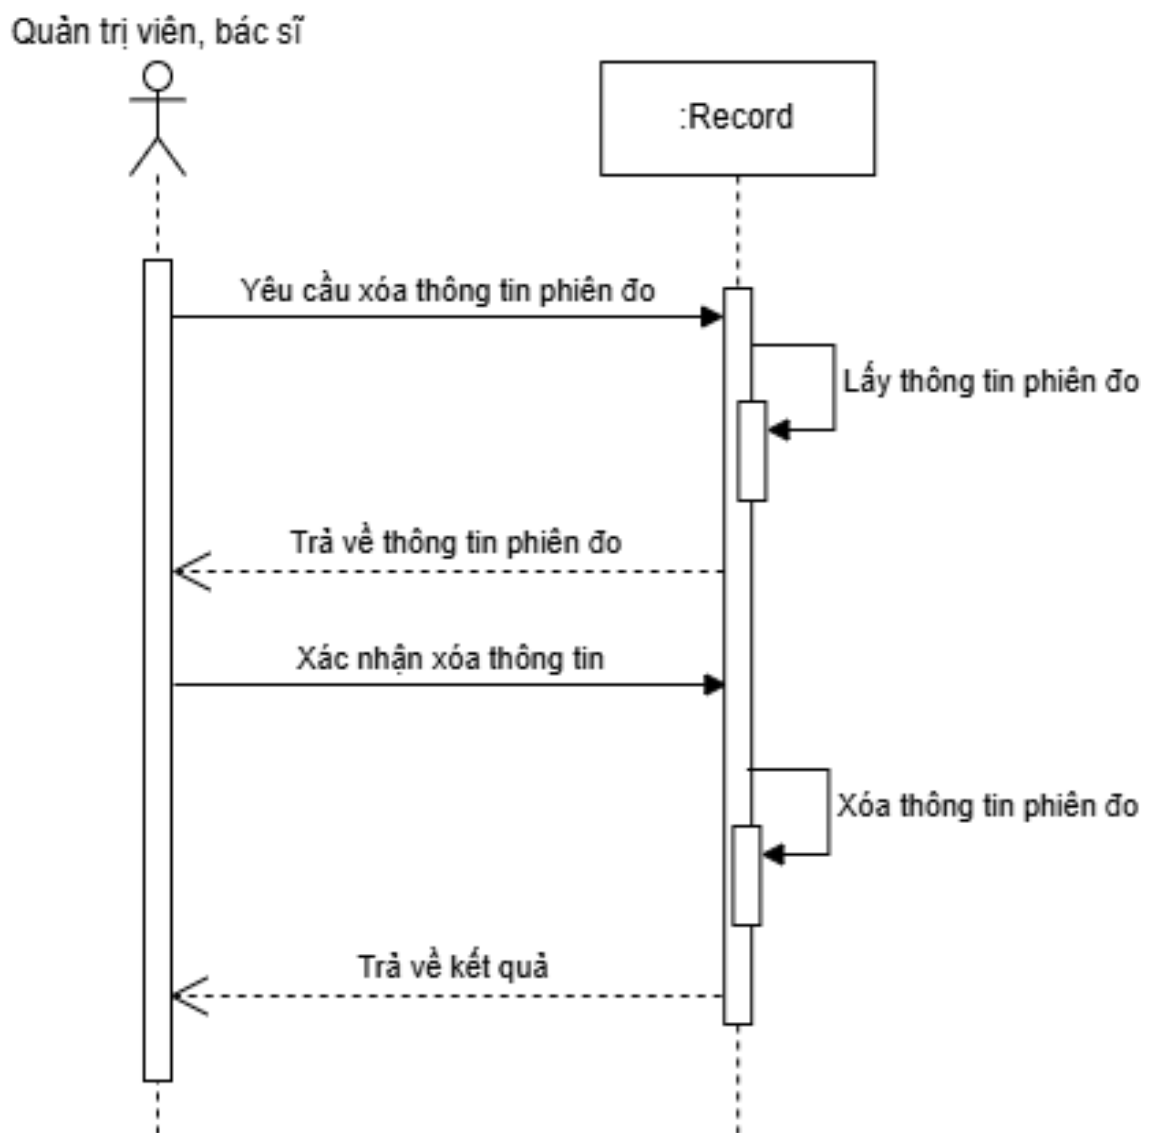 Quản trị viên, bác sĩ
:Record
Yêu cầu xóa thông tin phiên đo
Lấy thông tin phiên đo
Trả về thông tin phiên đo
Xác nhận xóa thông tin
Xóa thông tin phiên đo
Trả về kết quả